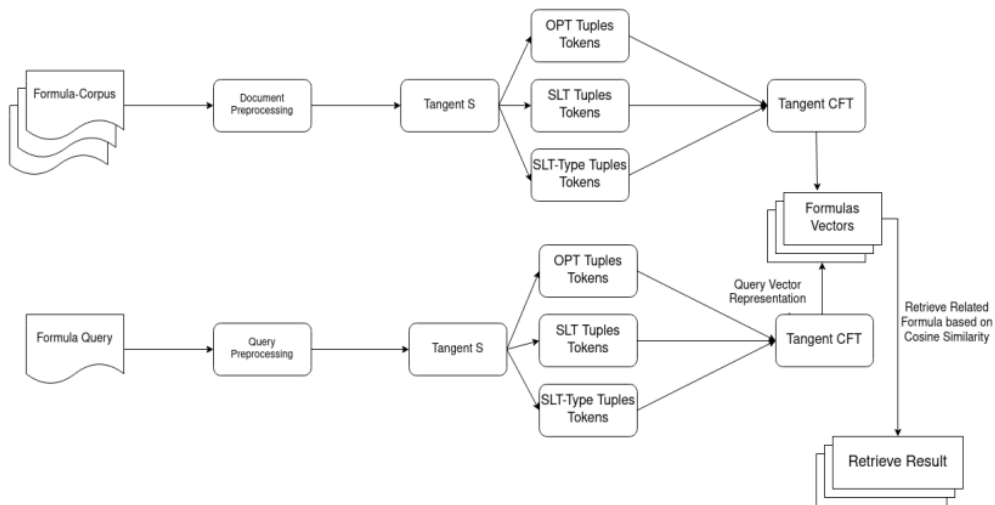 OPT Tuples
Tokens
Formula-Corpus
Document
Preprocessing
Tangent S
SLT Tuples
Tokens
Tangent CFT
SLT-Type Tuples
Tokens
Formulas
Vectors
OPT Tuples
Tokens
Query Vector
Representation
Retrieve Related
Formula based on
Cosine Similarity
Formula Query
Query
Preprocessing
Tangent S
SLT Tuples
Tokens
Tangent CFT
SLT-Type Tuples
Tokens
Retrieve Result